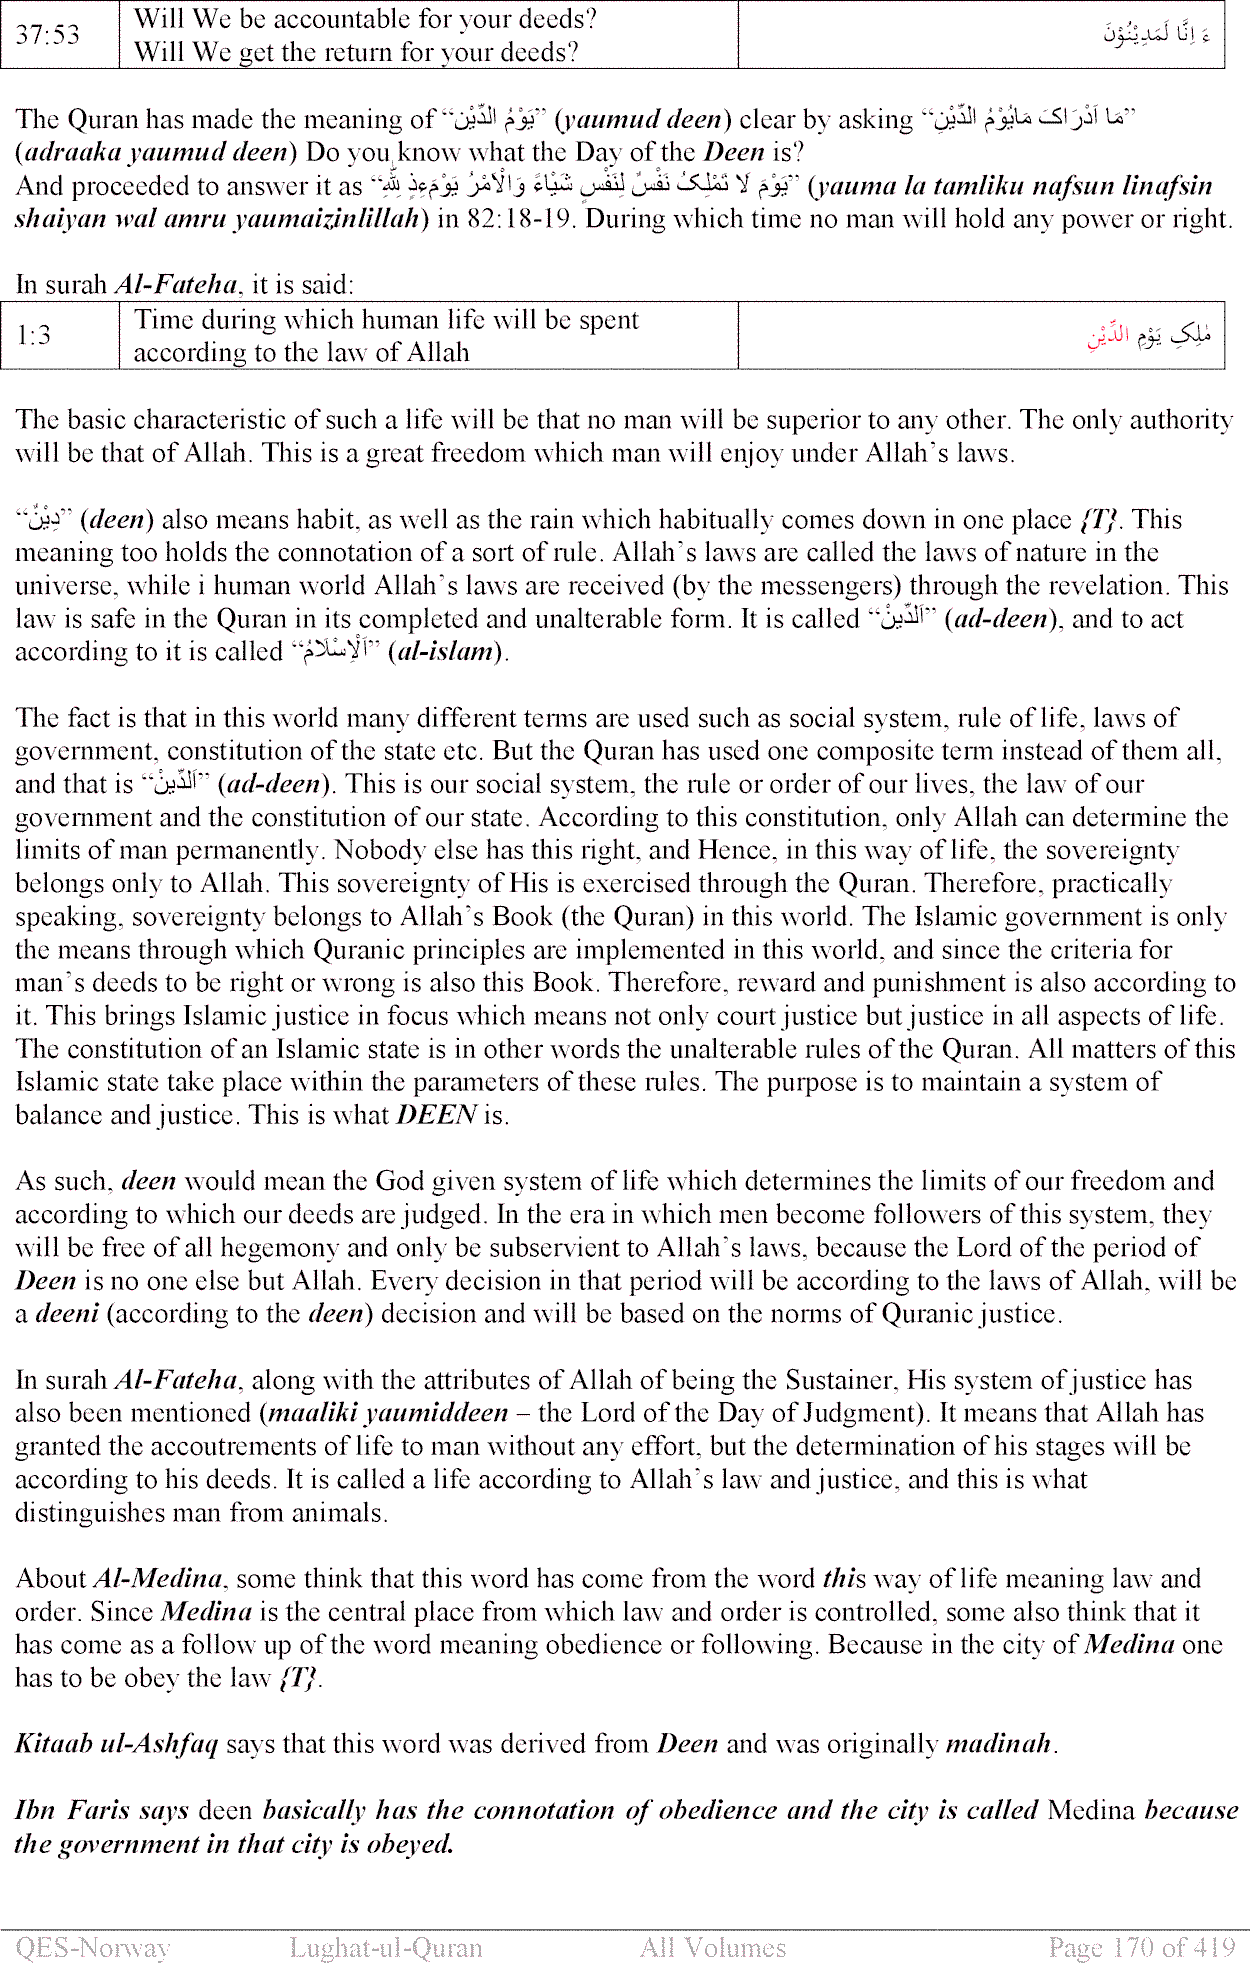 37:53 Will We be accountable for your deeds? ءَ اِنَّا لَمَدِيْنُوْنَ
Will We get the return for your deeds?
The Quran has made the meaning of “يَوْمُ الدِّيْن” (yaumud deen) clear by asking “مَا اَدْرَاکَ مَايَوْمُ الدِّيْنِ”
(adraaka yaumud deen) Do you know what the Day of the Deen is?
And proceeded to answer it as “يَوْمَ لَا تَمْلِکُ نَفْسٌ لِنَفْسٍ شَيْاءً وَالْاَمْرُ يَوْمَءِذٍ لِلّٰهِ” (yauma la tamliku nafsun linafsin
shaiyan wal amru yaumaizinlillah) in 82:18-19. During which time no man will hold any power or right.
In surah Al-Fateha, it is said:
1:3 Time during which human life will be spent مٰلِکِ يَوْمِ الدِّيْنِ
according to the law of Allah
The basic characteristic of such a life will be that no man will be superior to any other. The only authority
will be that of Allah. This is a great freedom which man will enjoy under Allah’s laws.
“دِيْنٌ” (deen) also means habit, as well as the rain which habitually comes down in one place {T}. This
meaning too holds the connotation of a sort of rule. Allah’s laws are called the laws of nature in the
universe, while i human world Allah’s laws are received (by the messengers) through the revelation. This
law is safe in the Quran in its completed and unalterable form. It is called “اَلدِّيْنُ” (ad-deen), and to act
according to it is called “اَلْاِسْلَامُ” (al-islam).
The fact is that in this world many different terms are used such as social system, rule of life, laws of
government, constitution of the state etc. But the Quran has used one composite term instead of them all,
and that is “اَلدِّيْنُ” (ad-deen). This is our social system, the rule or order of our lives, the law of our
government and the constitution of our state. According to this constitution, only Allah can determine the
limits of man permanently. Nobody else has this right, and Hence, in this way of life, the sovereignty
belongs only to Allah. This sovereignty of His is exercised through the Quran. Therefore, practically
speaking, sovereignty belongs to Allah’s Book (the Quran) in this world. The Islamic government is only
the means through which Quranic principles are implemented in this world, and since the criteria for
man’s deeds to be right or wrong is also this Book. Therefore, reward and punishment is also according to
it. This brings Islamic justice in focus which means not only court justice but justice in all aspects of life.
The constitution of an Islamic state is in other words the unalterable rules of the Quran. All matters of this
Islamic state take place within the parameters of these rules. The purpose is to maintain a system of
balance and justice. This is what DEEN is.
As such, deen would mean the God given system of life which determines the limits of our freedom and
according to which our deeds are judged. In the era in which men become followers of this system, they
will be free of all hegemony and only be subservient to Allah’s laws, because the Lord of the period of
Deen is no one else but Allah. Every decision in that period will be according to the laws of Allah, will be
a deeni (according to the deen) decision and will be based on the norms of Quranic justice.
In surah Al-Fateha, along with the attributes of Allah of being the Sustainer, His system of justice has
also been mentioned (maaliki yaumiddeen – the Lord of the Day of Judgment). It means that Allah has
granted the accoutrements of life to man without any effort, but the determination of his stages will be
according to his deeds. It is called a life according to Allah’s law and justice, and this is what
distinguishes man from animals.
About Al-Medina, some think that this word has come from the word this way of life meaning law and
order. Since Medina is the central place from which law and order is controlled, some also think that it
has come as a follow up of the word meaning obedience or following. Because in the city of Medina one
has to be obey the law {T}.
Kitaab ul-Ashfaq says that this word was derived from Deen and was originally madinah.
Ibn Faris says deen basically has the connotation of obedience and the city is called Medina because
the government in that city is obeyed.
QES-Norway Lughat-ul-Quran All Volumes Page 170 of 419